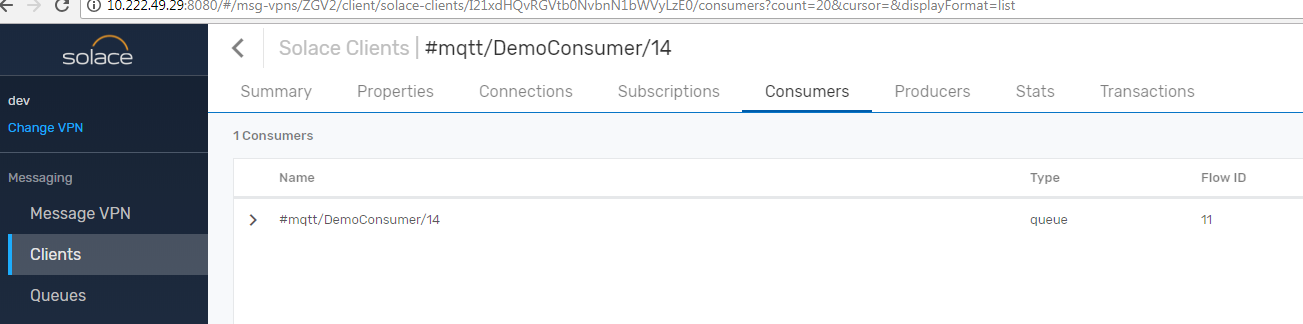 10.222.49.29:8080/#/msg-vpns/ZGV2/client/solace-clients/I21xdHQvRGVtb0NvbnN1bWVyLzE0/consumers?count=20&cursor=&displayFormat=list
solace
Solace Clients | #mqtt/DemoConsumer/14
Summary Properties Connections Subscriptions Consumers Producers Stats Transactions
dev
Change VPN
1 Consumers
Messaging
Name Type Flow ID
Message VPN
#mqtt/DemoConsumer/14 queue 11
Clients
Queues